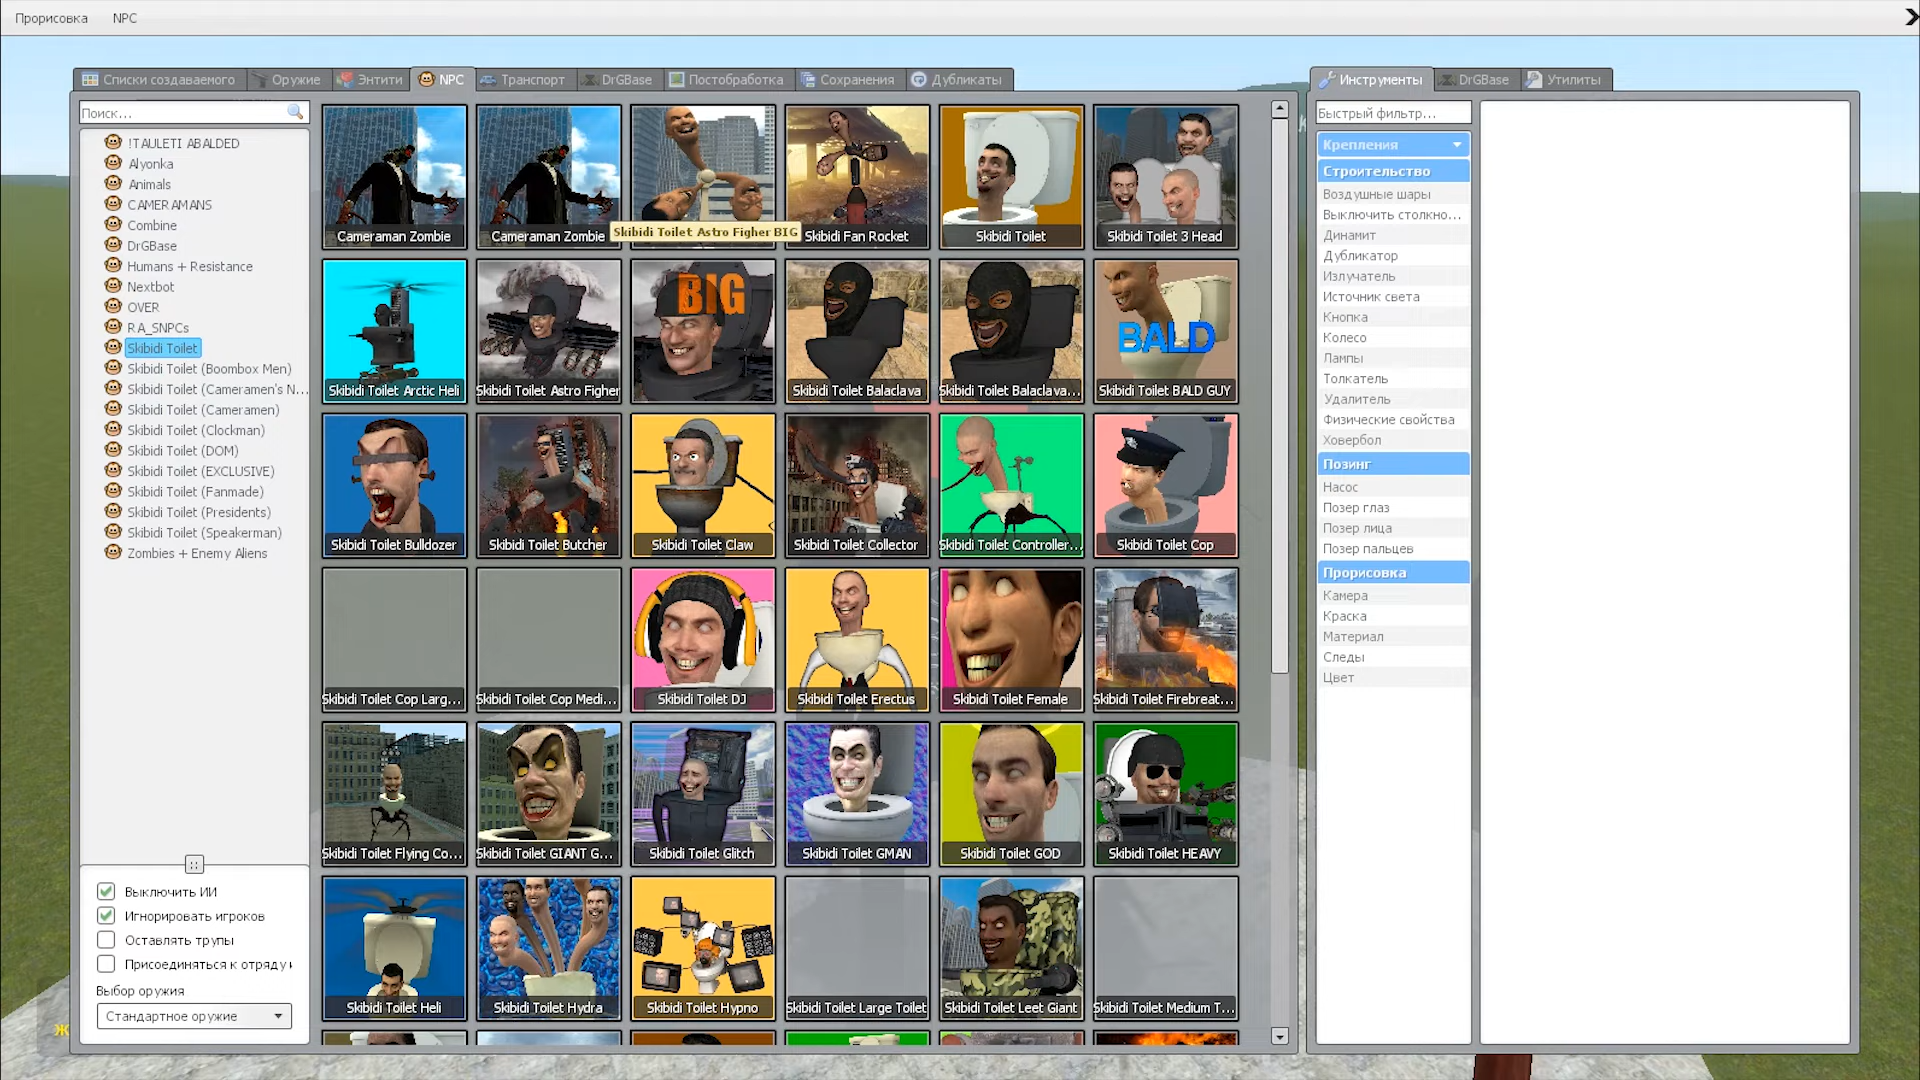 Прорисовка NPC
Списки создаваемого Оружие Энтити NPC Транспорт DrGBase Постобработка Сохранения Дубликаты
Поиск...
!TAULETI ABALDED
Alyonka
Animals
CAMERAMANS
Combine
DrGBase
Humans + Resistance
Nextbot
OVER
RA_SNPCs
Skibidi Toilet
Skibidi Toilet (Boombox Men)
Skibidi Toilet (Cameramen's N...
Skibidi Toilet (Cameramen)
Skibidi Toilet (Clockman)
Skibidi Toilet (DOM)
Skibidi Toilet (EXCLUSIVE)
Skibidi Toilet (Fanmade)
Skibidi Toilet (Presidents)
Skibidi Toilet (Speakerman)
Zombies + Enemy Aliens
Выключить ИИ
Игнорировать игроков
Оставлять трупы
Присоединяться к отряду и
Выбор оружия
Стандартное оружие
Ж
Cameraman Zombie
Cameraman Zombie
Skibidi Toilet Astro Figher BIG
Skibidi Fan Rocket
Skibidi Toilet
Skibidi Toilet 3 Head
Skibidi Toilet Arctic Heli
Skibidi Toilet Astro Figher
BIG
Skibidi Toilet Balaclava
Skibidi Toilet Balaclava...
BALD
Skibidi Toilet BALD GUY
Skibidi Toilet Bulldozer
Skibidi Toilet Butcher
Skibidi Toilet Claw
Skibidi Toilet Collector
Skibidi Toilet Controller...
Skibidi Toilet Cop
Skibidi Toilet Cop Larg...
Skibidi Toilet Cop Medi...
Skibidi Toilet DJ
Skibidi Toilet Erectus
Skibidi Toilet Female
Skibidi Toilet Firebreat...
Skibidi Toilet Flying Co...
Skibidi Toilet GIANT G...
Skibidi Toilet Glitch
Skibidi Toilet GMAN
Skibidi Toilet GOD
Skibidi Toilet HEAVY
Skibidi Toilet Heli
Skibidi Toilet Hydra
Skibidi Toilet Hypno
Skibidi Toilet Large Toilet
Skibidi Toilet Leet Giant
Skibidi Toilet Medium T...
Инструменты DrGBase Утилиты
Быстрый фильтр...
Крепления
Строительство
Воздушные шары
Выключить столкно...
Динамит
Дубликатор
Излучатель
Источник света
Кнопка
Колесо
Лампы
Толкатель
Удалитель
Физические свойства
Ховербол
Позинг
Насос
Позер глаз
Позер лица
Позер пальцев
Прорисовка
Камера
Краска
Материал
Следы
Цвет